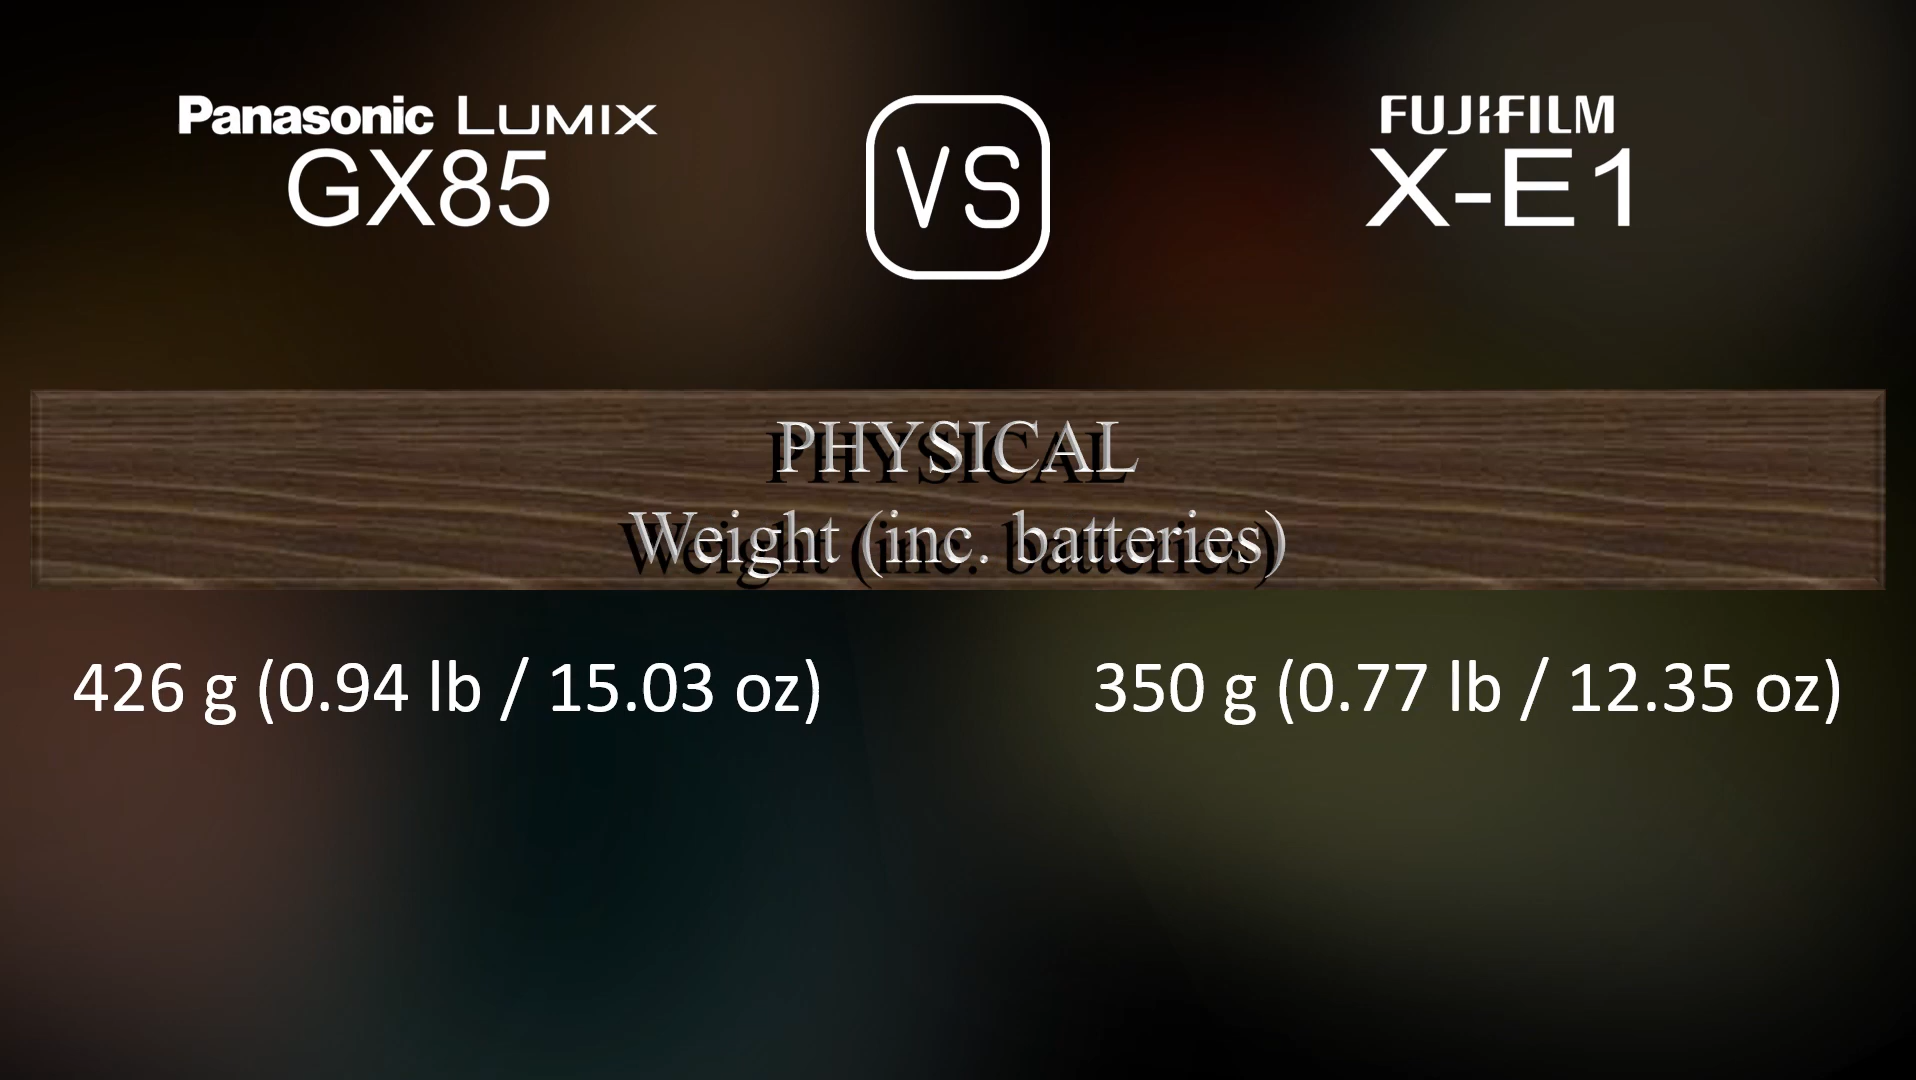 Panasonic LUMIX
GX85
VS
FUJIFILM
X-E1
PHYSICAL
Weight (inc. batteries)
426 g (0.94 lb / 15.03 oz)
350 g (0.77 lb / 12.35 oz)